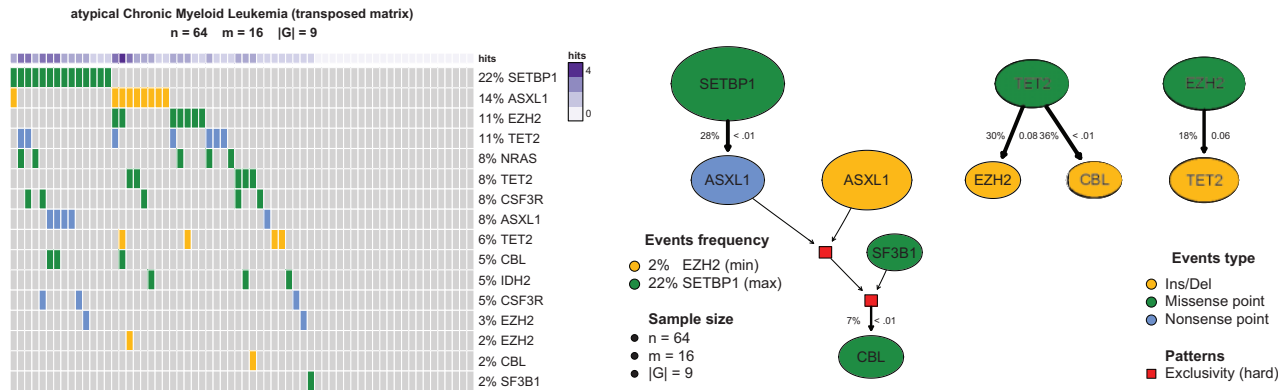 atypical Chronic Myeloid Leukemia (transposed matrix)
n = 64 m = 16 |G| = 9
hits
22% SETBP1
14% ASXL1
11% EZH2
11% TET2
8% NRAS
8% TET2
8% CSF3R
8% ASXL1
6% TET2
5% CBL
5% IDH2
5% CSF3R
3% EZH2
2% EZH2
2% CBL
2% SF3B1
hits
4
0
SETBP1
28% < .01
ASXL1
ASXL1
SF3B1
7% < .01
CBL
TET2
30% 0.08 36% < .01
EZH2
CBL
EZH2
18% 0.06
TET2
Events frequency
2% EZH2 (min)
22% SETBP1 (max)
Sample size
n = 64
m = 16
|G| = 9
Events type
Ins/Del
Missense point
Nonsense point
Patterns
Exclusivity (hard)